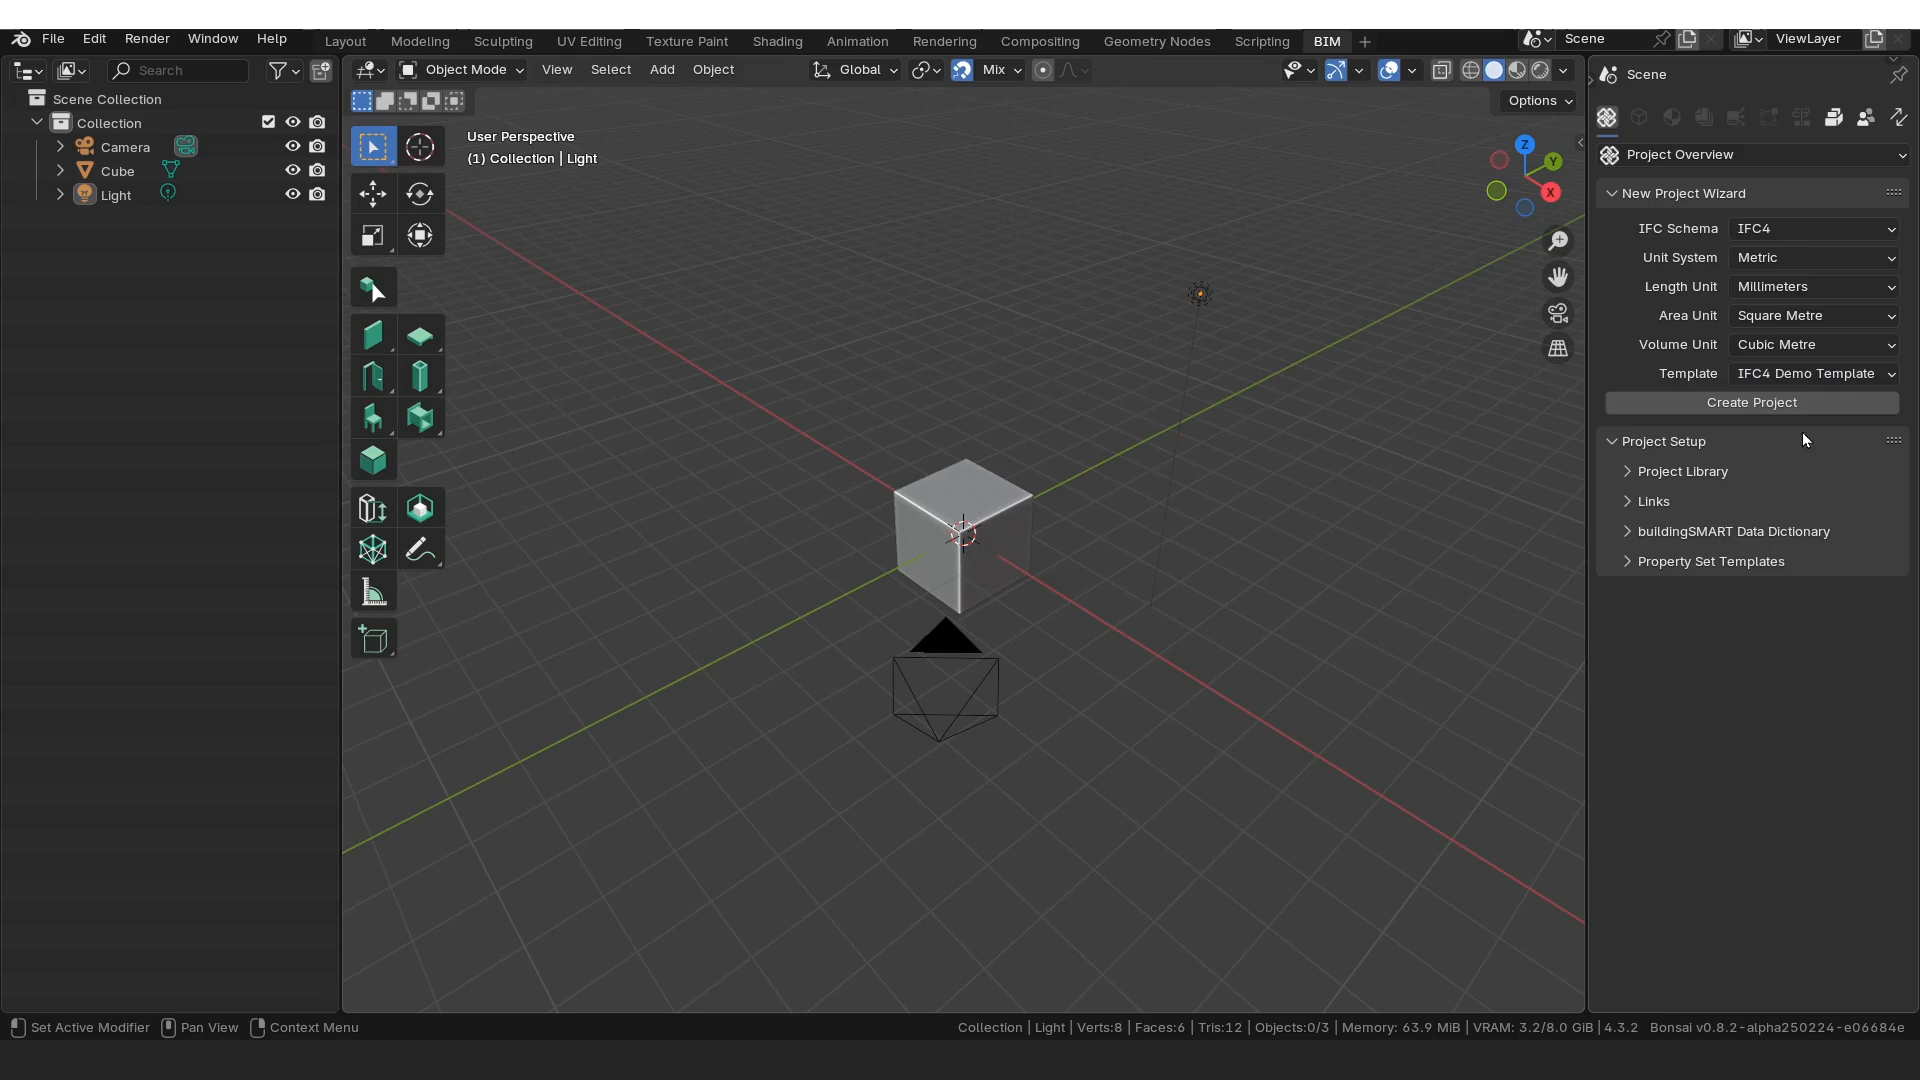 File Edit Render Window Help Layout Modeling Sculpting UV Editing Texture Paint Shading Animation Rendering Compositing Geometry Nodes Scripting BIM Scene ViewLayer
Search
Object Mode View Select Add Object Global Mix
Options
Scene Collection
Collection
Camera
Cube
Light
User Perspective
(1) Collection | Light
Z
Y
X
Scene
Project Overview
New Project Wizard
IFC Schema IFC4
Unit System Metric
Length Unit Millimeters
Area Unit Square Metre
Volume Unit Cubic Metre
Template IFC4 Demo Template
Create Project
Project Setup
Project Library
Links
buildingSMART Data Dictionary
Property Set Templates
Set Active Modifier Pan View Context Menu
Collection | Light | Verts:8 | Faces:6 | Tris:12 | Objects:0/3 | Memory: 63.9 MiB | VRAM: 3.2/8.0 GiB | 4.3.2 Bonsai v0.8.2-alpha250224-e06684e